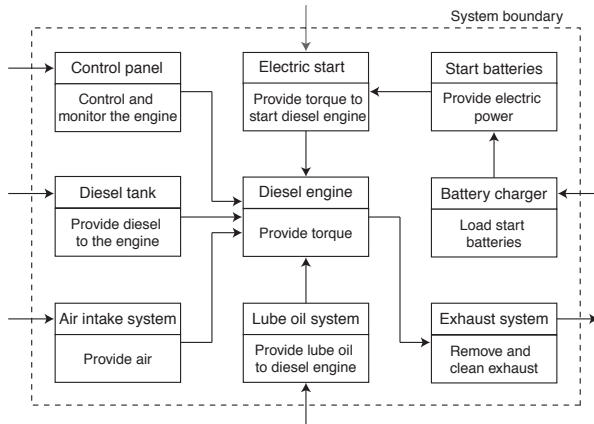 System boundary
Control panel
Control and
monitor the engine
Electric start
Provide torque to
start diesel engine
Start batteries
Provide electric
power
Diesel tank
Provide diesel
to the engine
Diesel engine
Provide torque
Battery charger
Load start
batteries
Air intake system
Provide air
Lube oil system
Provide lube oil
to diesel engine
Exhaust system
Remove and
clean exhaust